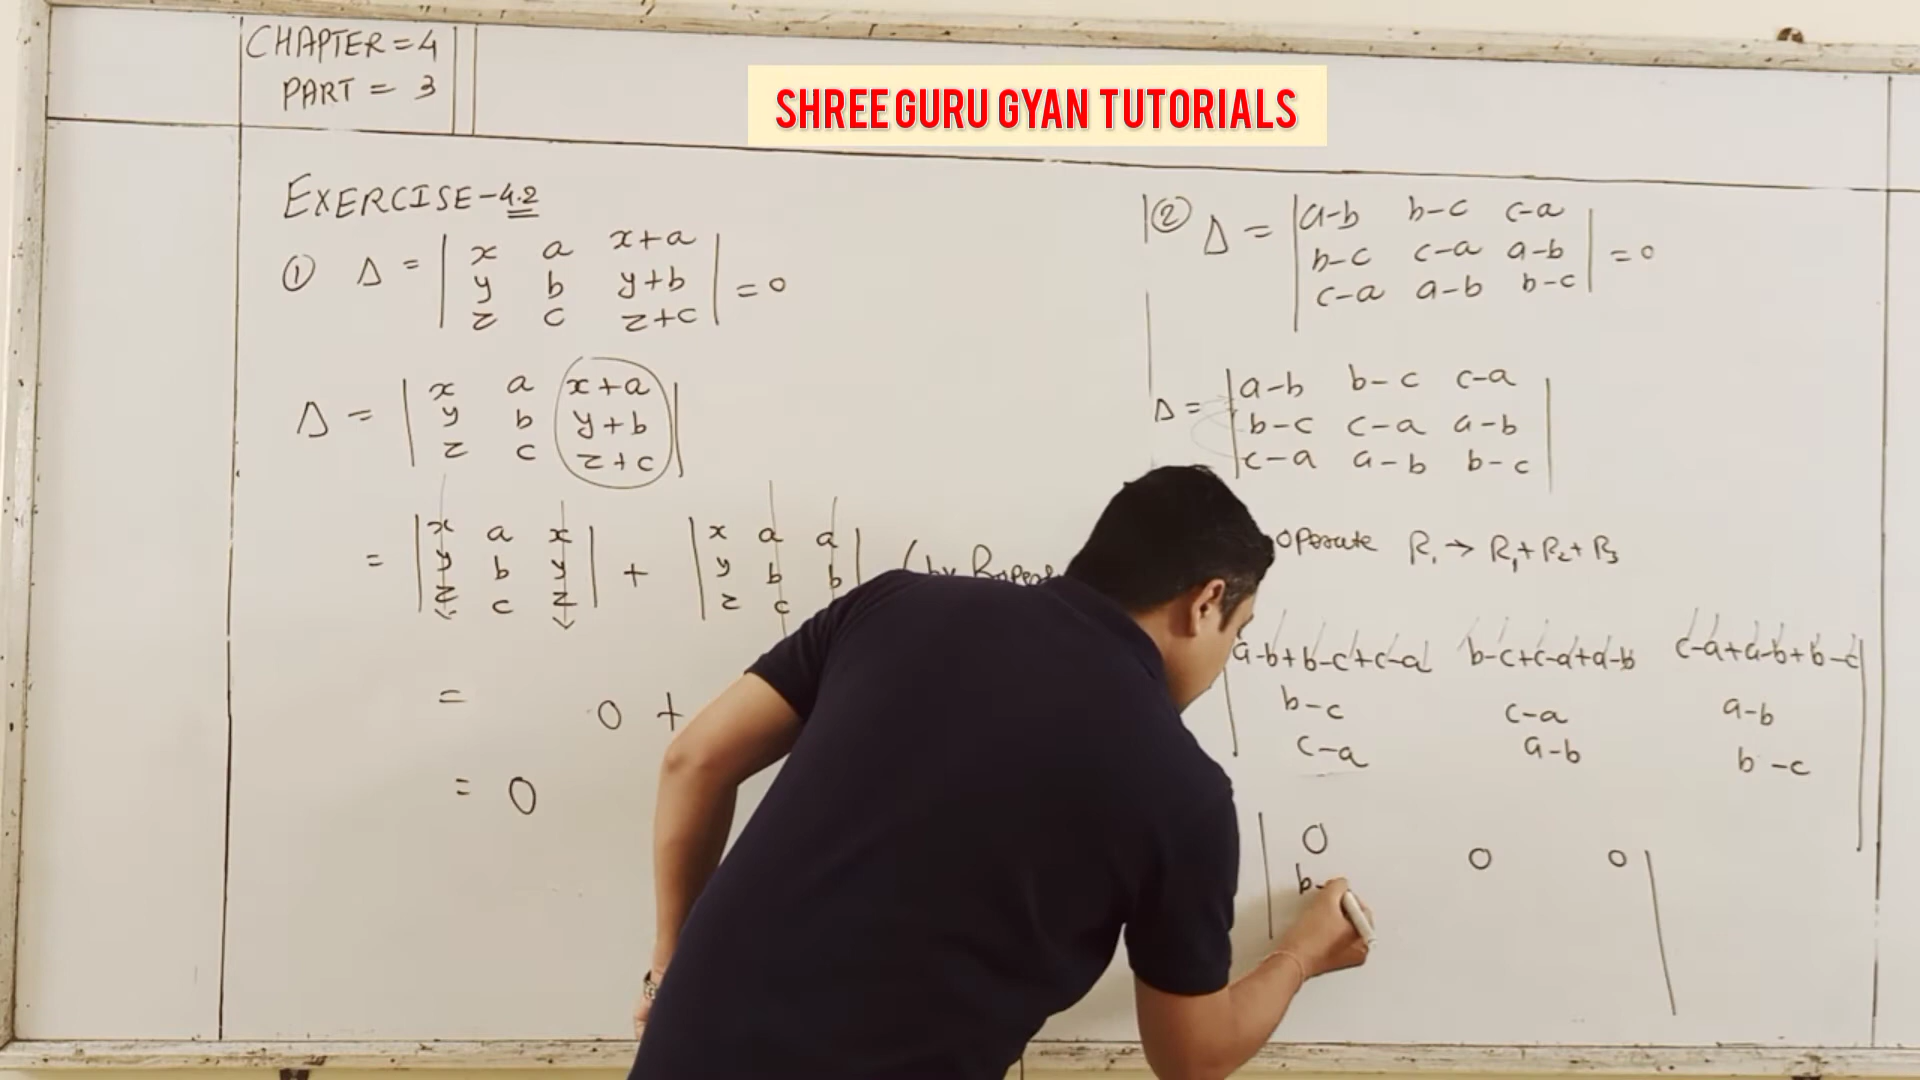 CHAPTER = 4
PART = 3
SHREE GURU GYAN TUTORIALS
EXERCISE-4.2
① Δ = | x a x+a |
| y b y+b | = 0
| z c z+c |
Δ = | x a x+a |
| y b y+b |
| z c z+c |
= | x a x | + | x a a |
| y b y | | y b b | (by
| z c z | | z c
= 0 +
= 0
② Δ = | a-b b-c c-a |
| b-c c-a a-b | = 0
| c-a a-b b-c |
Δ = | a-b b-c c-a |
| b-c c-a a-b |
| c-a a-b b-c |
operate R₁ → R₁ + R₂ + R₃
| a-b+b-c+c-a b-c+c-a+a-b c-a+a-b+b-c |
| b-c c-a a-b |
| c-a a-b b-c |
| 0 0 0 |
b-